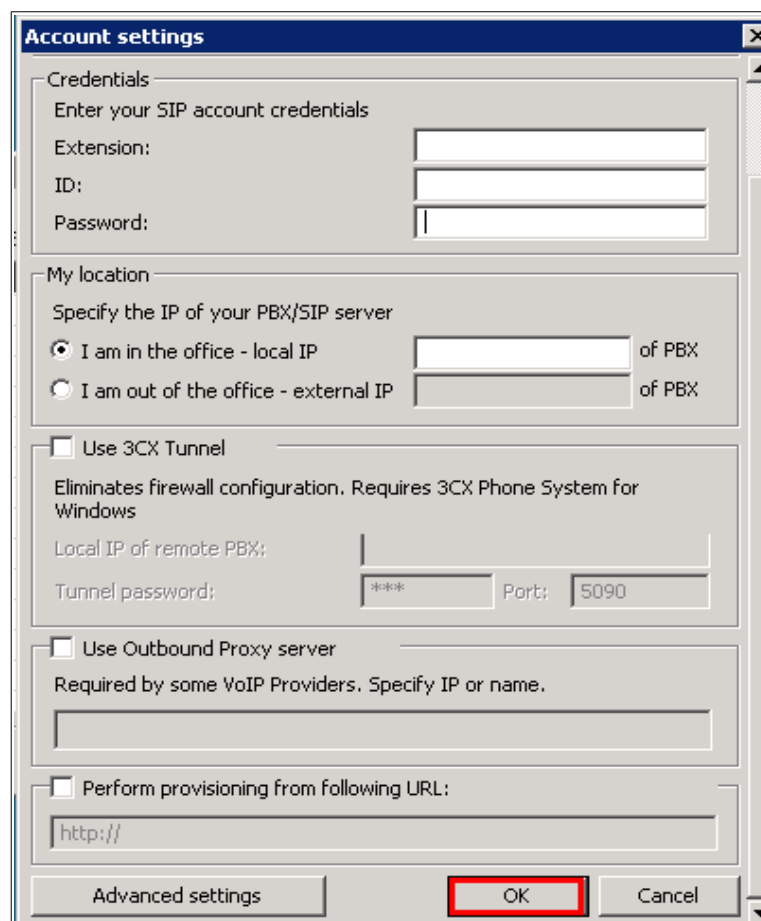 Account settings
Credentials
Enter your SIP account credentials
Extension:
ID:
Password:
My location
Specify the IP of your PBX/SIP server
I am in the office - local IP of PBX
I am out of the office - external IP of PBX
Use 3CX Tunnel
Eliminates firewall configuration. Requires 3CX Phone System for
Windows
Local IP of remote PBX:
Tunnel password: *** Port: 5090
Use Outbound Proxy server
Required by some VoIP Providers. Specify IP or name.
Perform provisioning from following URL:
http://
Advanced settings OK Cancel